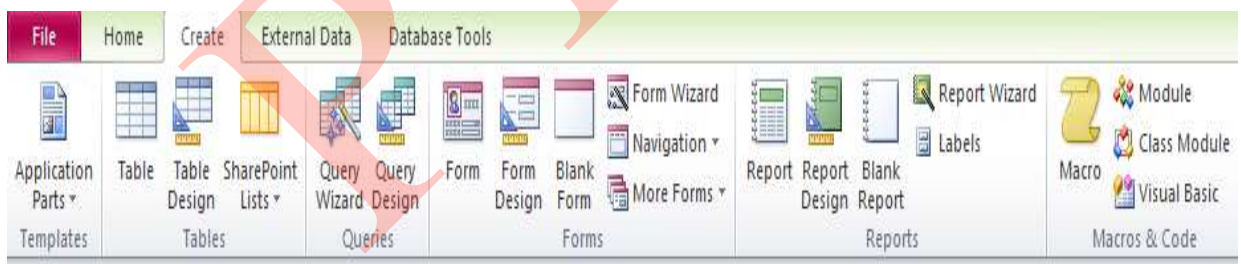 File Home Create External Data Database Tools
Application Parts Table Table Design SharePoint Lists Query Wizard Query Design Form Form Design Blank Form Form Wizard Navigation More Forms Report Report Design Blank Report Report Wizard Labels Macro Module Class Module Visual Basic
Templates Tables Queries Forms Reports Macros & Code